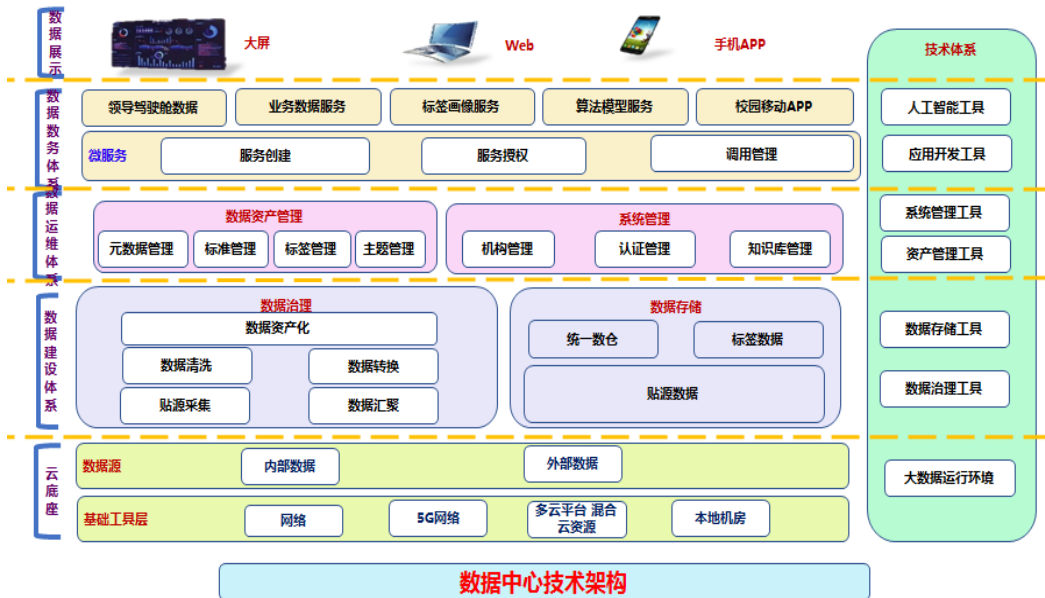 数据展示
大屏
Web
手机APP
技术体系
数据数务体系
领导驾驶舱数据
业务数据服务
标签画像服务
算法模型服务
校园移动APP
人工智能工具
微服务
服务创建
服务授权
调用管理
应用开发工具
数据运维体系
数据资产管理
系统管理
系统管理工具
元数据管理
标准管理
标签管理
主题管理
机构管理
认证管理
知识库管理
资产管理工具
数据建设体系
数据治理
数据存储
数据资产化
统一数仓
标签数据
数据存储工具
数据清洗
数据转换
贴源数据
数据治理工具
贴源采集
数据汇聚
云底座
数据源
内部数据
外部数据
大数据运行环境
基础工具层
网络
5G网络
多云平台 混合
云资源
本地机房
数据中心技术架构